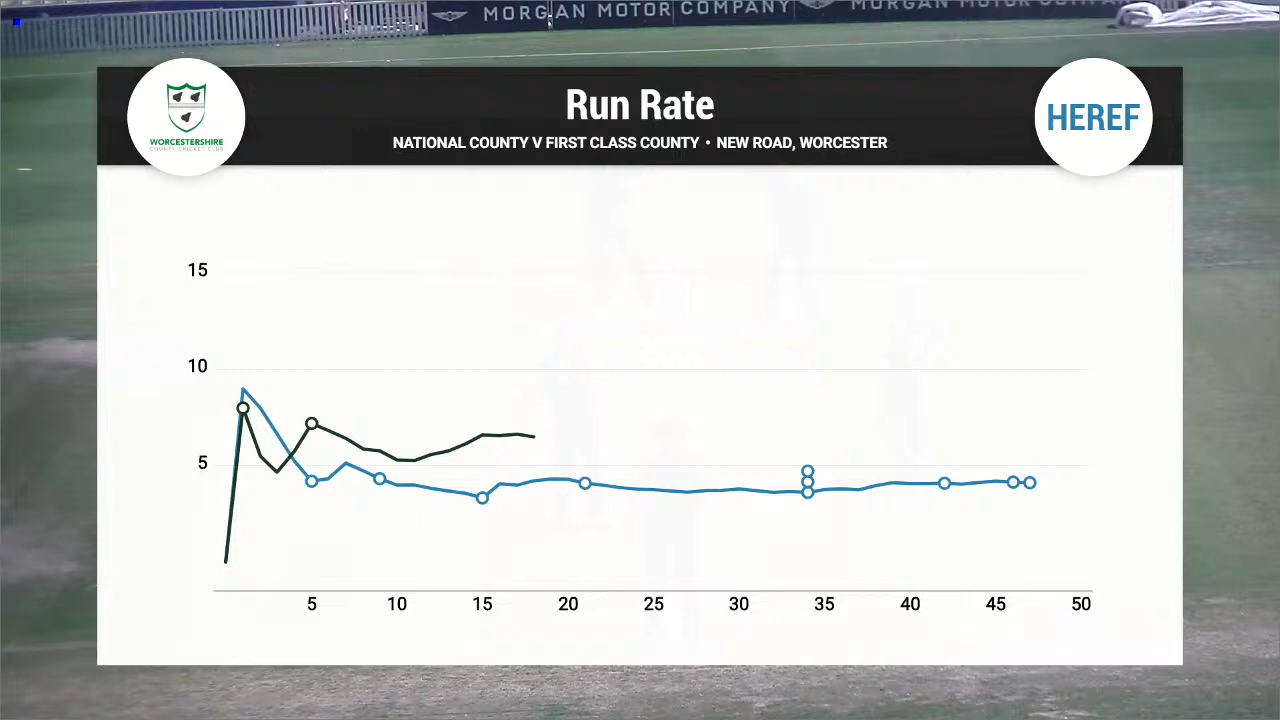 MORGAN MOTOR COMPANY
MORGAN MOTOR COMPANY
Run Rate
NATIONAL COUNTY V FIRST CLASS COUNTY • NEW ROAD, WORCESTER
WORCESTERSHIRE
COUNTY CRICKET CLUB
HEREF
15
10
5
5 10 15 20 25 30 35 40 45 50